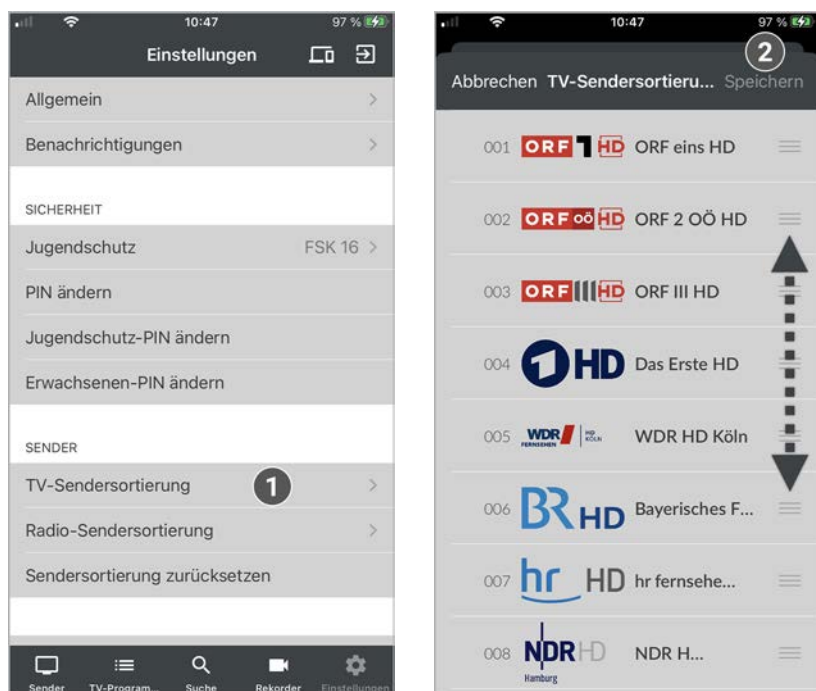 10:47
97 %
Einstellungen
Allgemein
Benachrichtigungen
SICHERHEIT
Jugendschutz FSK 16
PIN ändern
Jugendschutz-PIN ändern
Erwachsenen-PIN ändern
SENDER
TV-Sendersortierung 1
Radio-Sendersortierung
Sendersortierung zurücksetzen
Sender TV-Program... Suche Rekorder Einstellungen
10:47
97 %
2
Abbrechen TV-Sendersortieru... Speichern
001 ORF 1 HD ORF eins HD
002 ORF OÖ HD ORF 2 OÖ HD
003 ORF III HD ORF III HD
004 1 HD Das Erste HD
005 WDR FERNSEHEN HD KÖLN WDR HD Köln
006 BR HD Bayerisches F...
007 hr HD hr fernsehe...
008 NDR HD Hamburg NDR H...